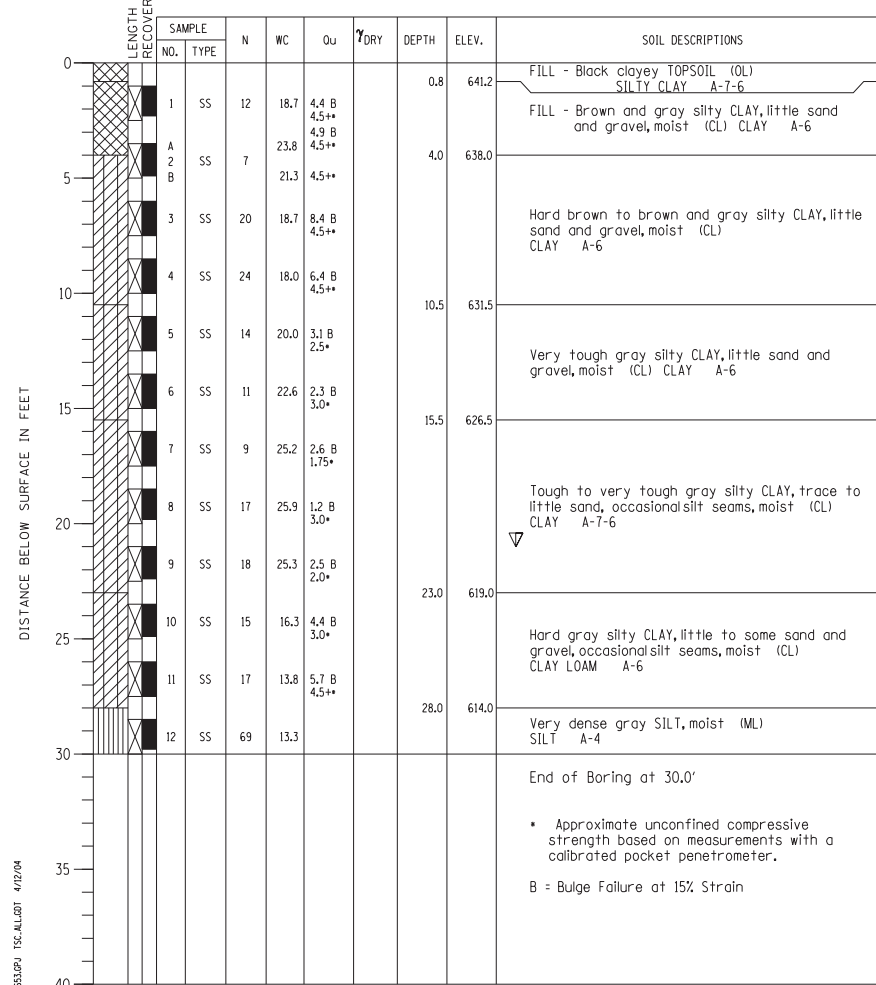 LENGTH
RECOVERY
SAMPLE
NO. TYPE N WC Qu γDRY DEPTH ELEV. SOIL DESCRIPTIONS
0
FILL - Black clayey TOPSOIL (OL)
0.8 641.2 SILTY CLAY A-7-6
1 SS 12 18.7 4.4 B
4.5+*
FILL - Brown and gray silty CLAY, little sand
and gravel, moist (CL) CLAY A-6
4.9 B
A 23.8 4.5+*
2 SS 7
4.0 638.0
B 21.3 4.5+*
5
3 SS 20 18.7 8.4 B
4.5+*
Hard brown to brown and gray silty CLAY, little
sand and gravel, moist (CL)
CLAY A-6
4 SS 24 18.0 6.4 B
4.5+*
10
10.5 631.5
5 SS 14 20.0 3.1 B
2.5*
Very tough gray silty CLAY, little sand and
gravel, moist (CL) CLAY A-6
6 SS 11 22.6 2.3 B
3.0*
15
15.5 626.5
7 SS 9 25.2 2.6 B
1.75*
8 SS 17 25.9 1.2 B
3.0*
Tough to very tough gray silty CLAY, trace to
little sand, occasional silt seams, moist (CL)
CLAY A-7-6
20
9 SS 18 25.3 2.5 B
2.0*
23.0 619.0
10 SS 15 16.3 4.4 B
3.0*
25
Hard gray silty CLAY, little to some sand and
gravel, occasional silt seams, moist (CL)
CLAY LOAM A-6
11 SS 17 13.8 5.7 B
4.5+*
28.0 614.0
12 SS 69 13.3
Very dense gray SILT, moist (ML)
SILT A-4
30
End of Boring at 30.0'
* Approximate unconfined compressive
strength based on measurements with a
calibrated pocket penetrometer.
B = Bulge Failure at 15% Strain
35
40
DISTANCE BELOW SURFACE IN FEET
TSC_ALL.GDT 4/12/04